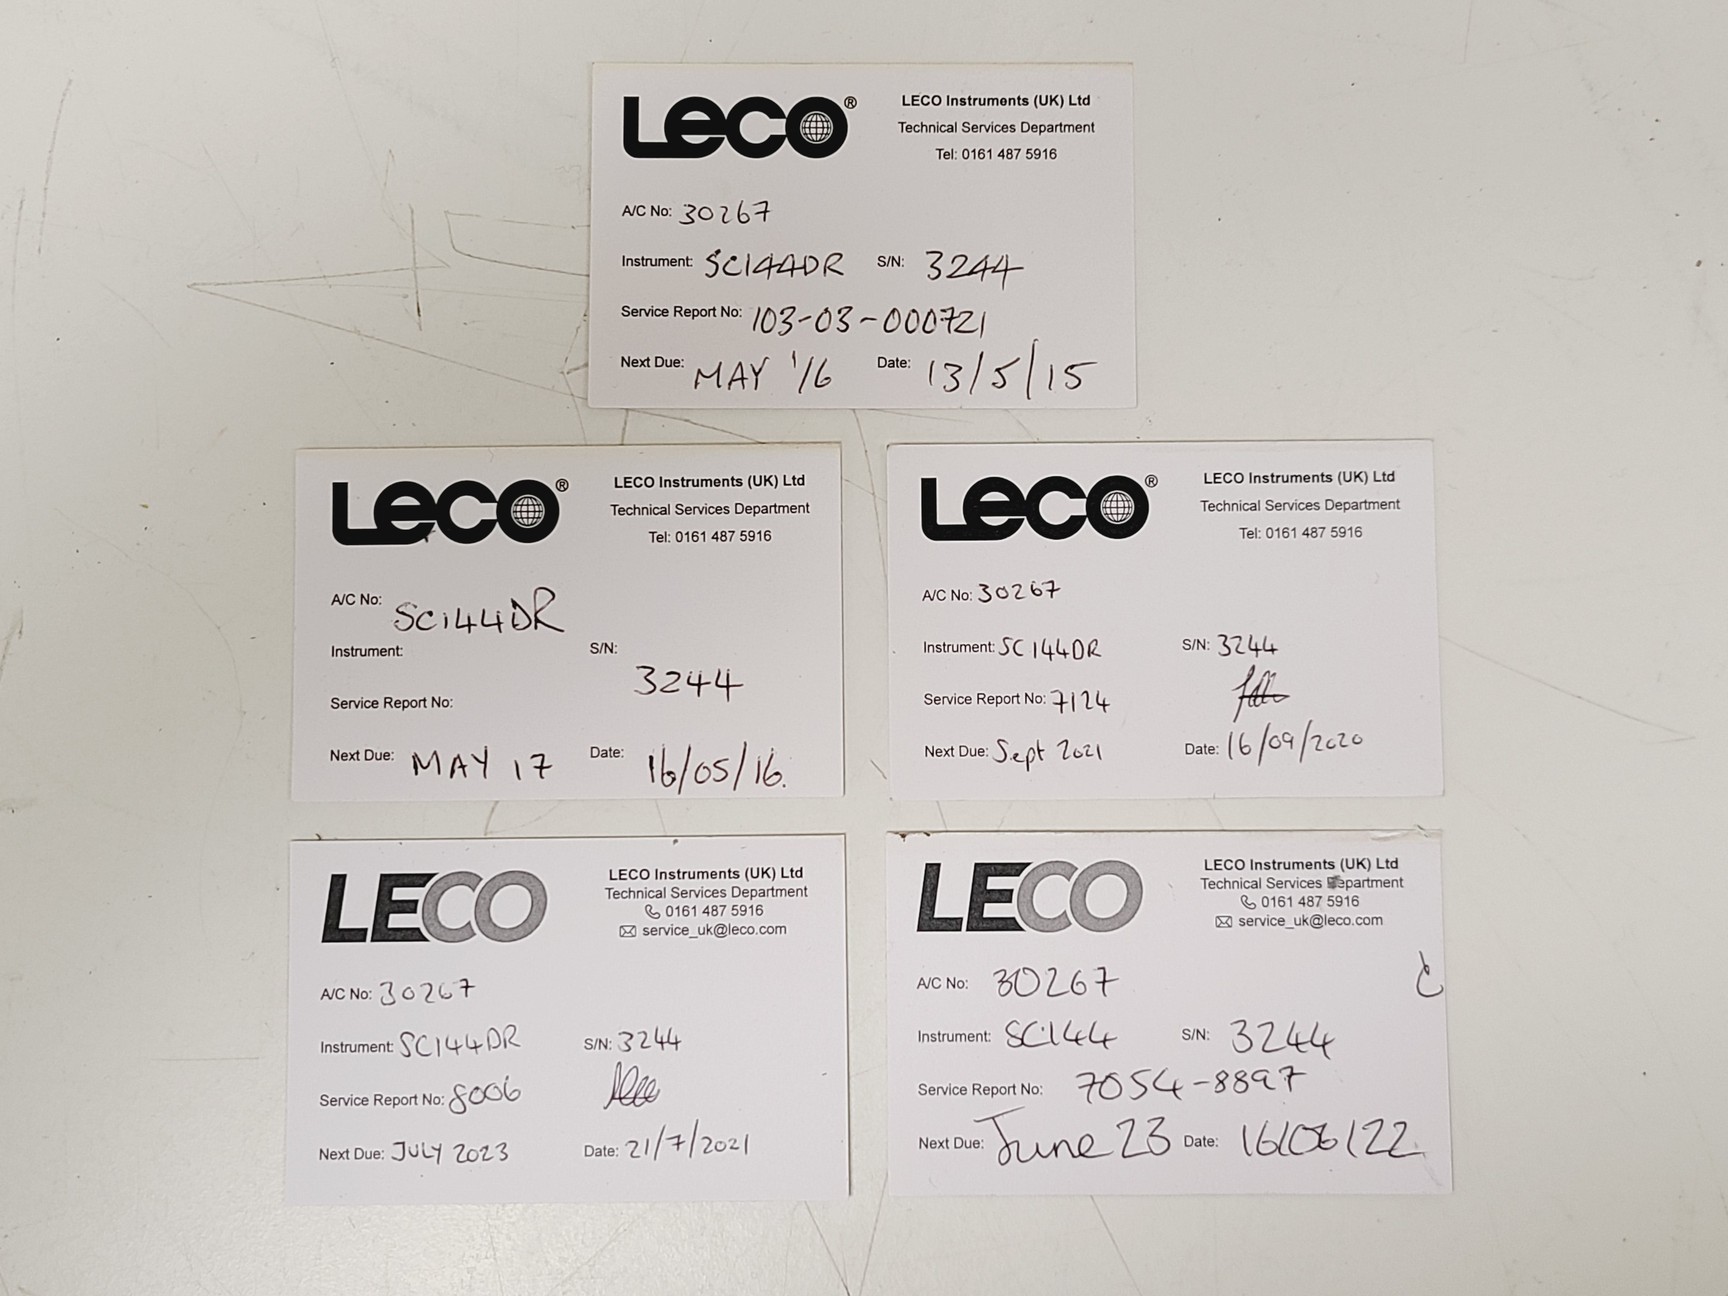 LECO®
LECO Instruments (UK) Ltd
Technical Services Department
Tel: 0161 487 5916
A/C No: 30267
Instrument: SC144DR S/N: 3244
Service Report No: 103-03-000721
Next Due: MAY '16 Date: 13/5/15
LECO®
LECO Instruments (UK) Ltd
Technical Services Department
Tel: 0161 487 5916
A/C No: SC144DR
Instrument: S/N: 3244
Service Report No:
Next Due: MAY 17 Date: 16/05/16.
LECO®
LECO Instruments (UK) Ltd
Technical Services Department
Tel: 0161 487 5916
A/C No: 30267
Instrument: SC144DR S/N: 3244
Service Report No: 7124
Next Due: Sept 2021 Date: 16/09/2020
LECO
LECO Instruments (UK) Ltd
Technical Services Department
0161 487 5916
service_uk@leco.com
A/C No: 30267
Instrument: SC144DR S/N: 3244
Service Report No: 8006
Next Due: JULY 2023 Date: 21/7/2021
LECO
LECO Instruments (UK) Ltd
Technical Services Department
0161 487 5916
service_uk@leco.com
A/C No: 30267
Instrument: SC144 S/N: 3244
Service Report No: 7054-8897
Next Due: June 23 Date: 16/06/22